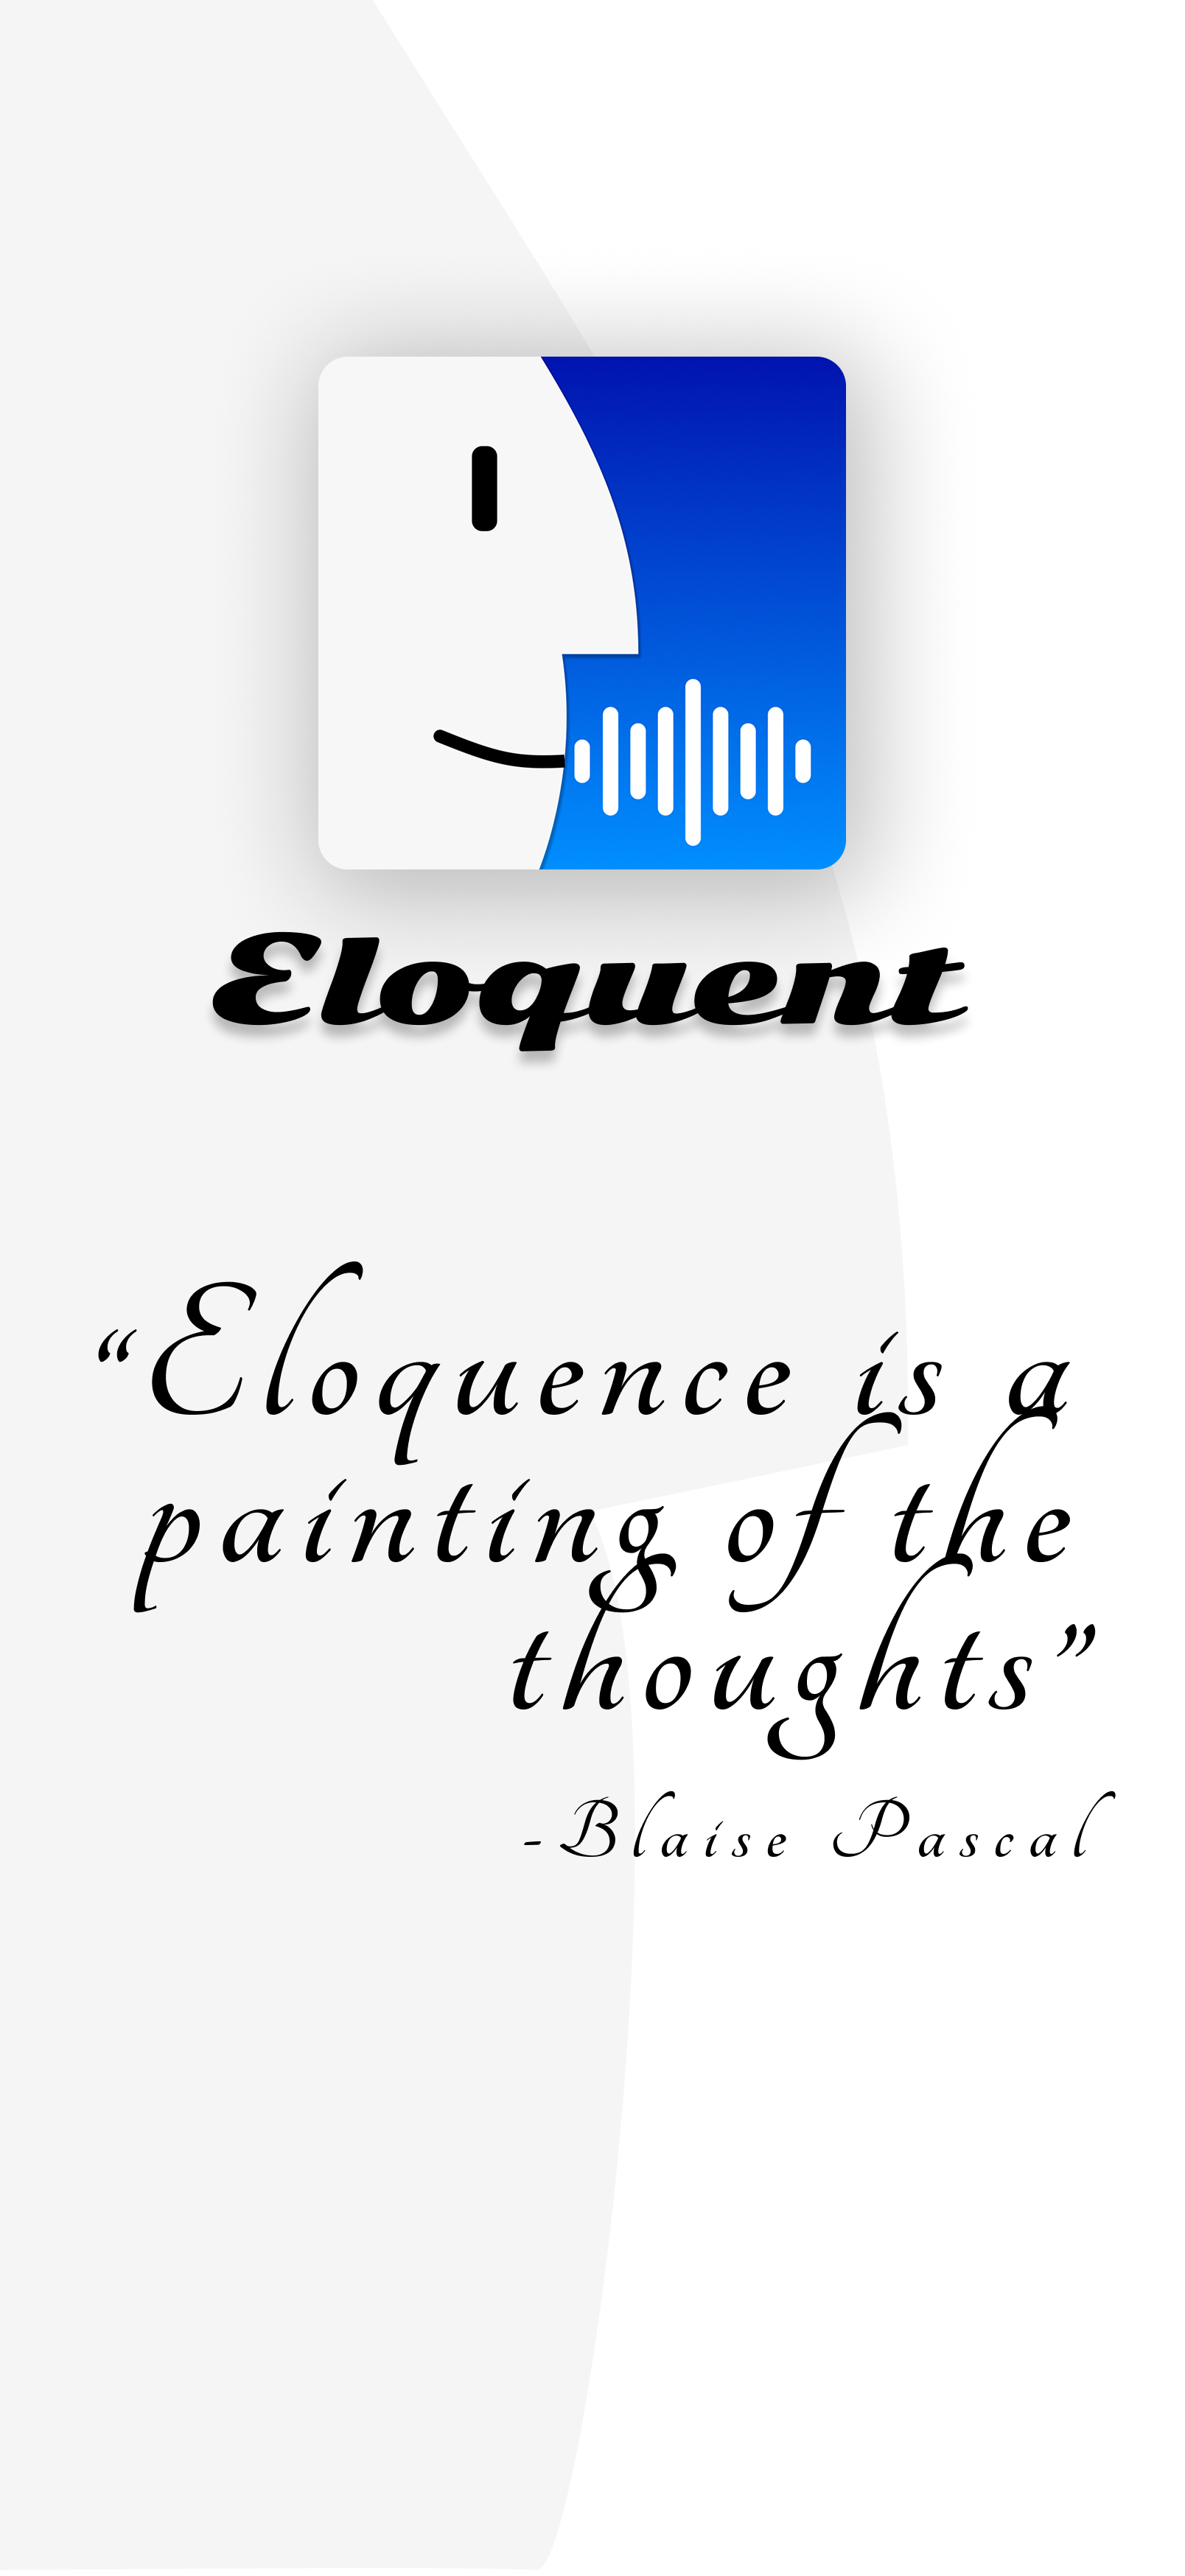 Eloquent
“Eloquence is a
painting of the
thoughts”
-Blaise Pascal